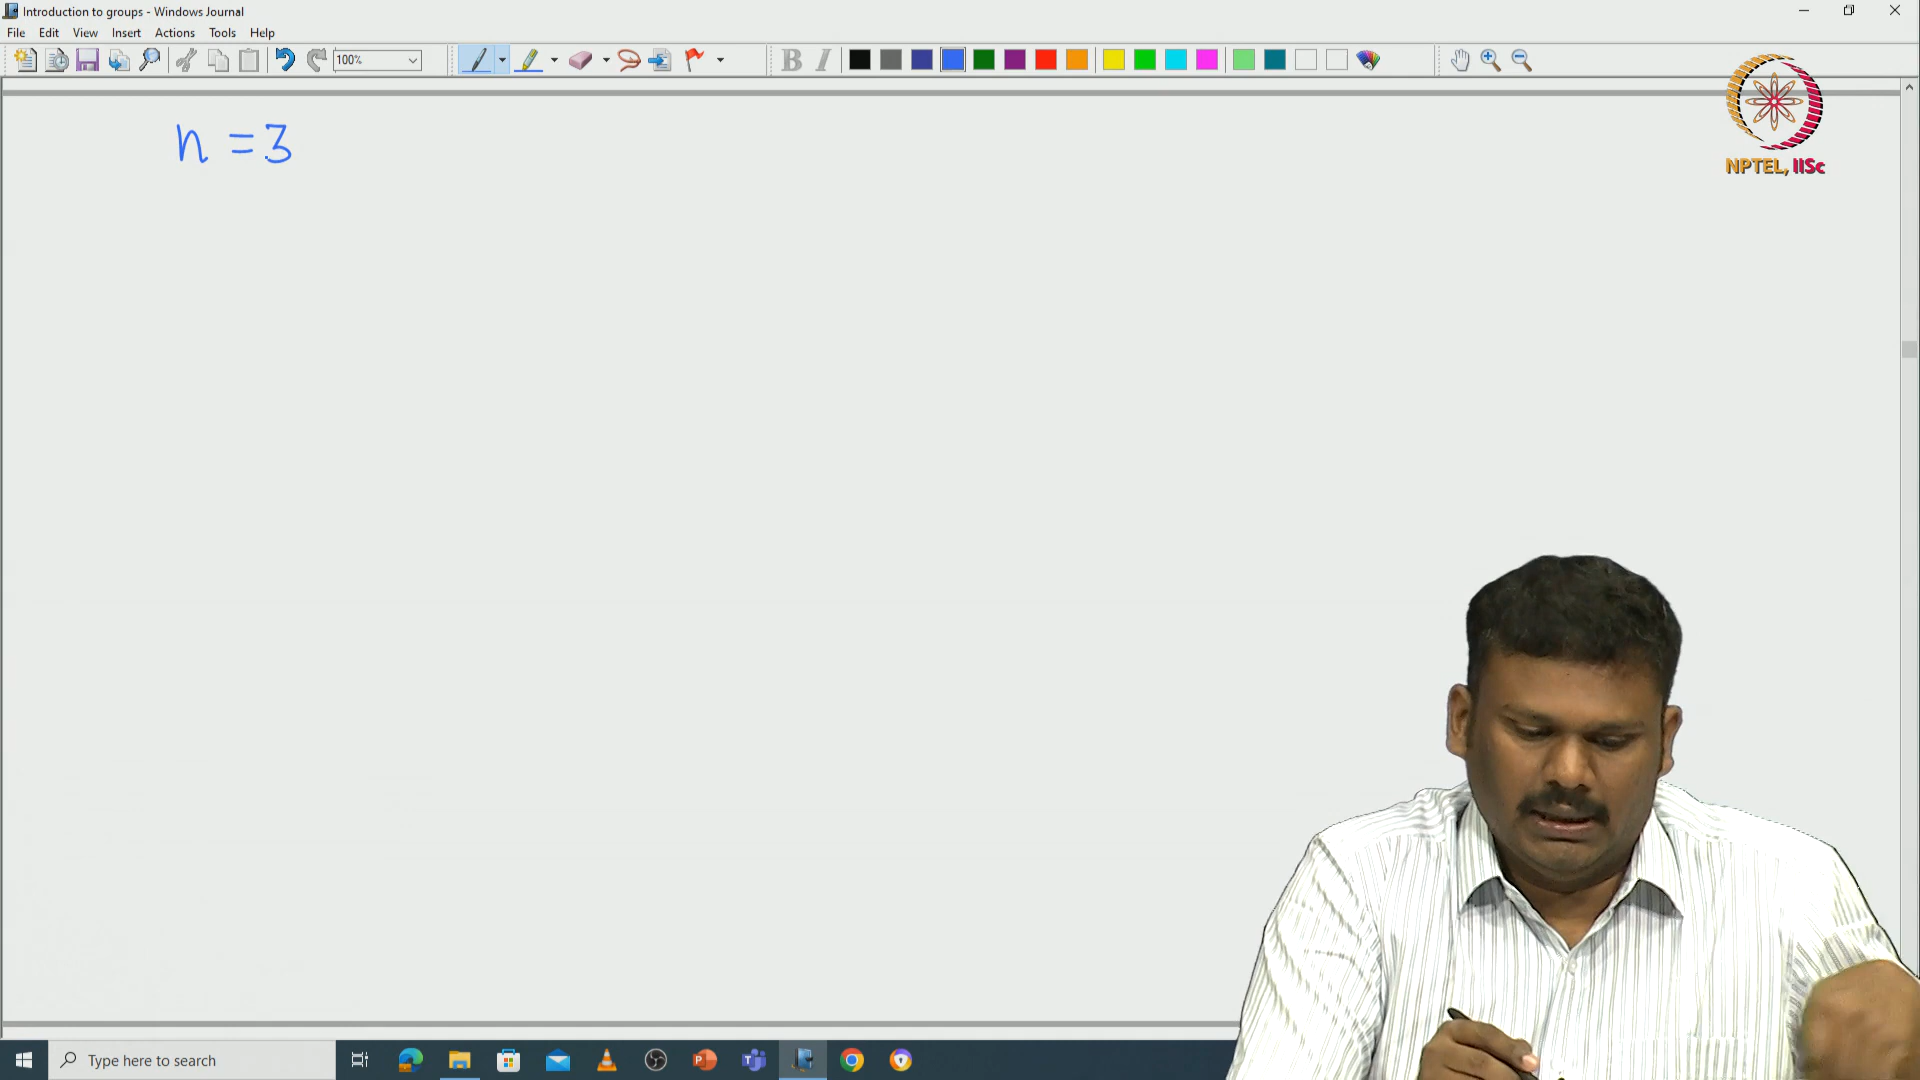 Introduction to groups - Windows Journal
File Edit View Insert Actions Tools Help
100%
B I
NPTEL, IISc
n = 3
Type here to search